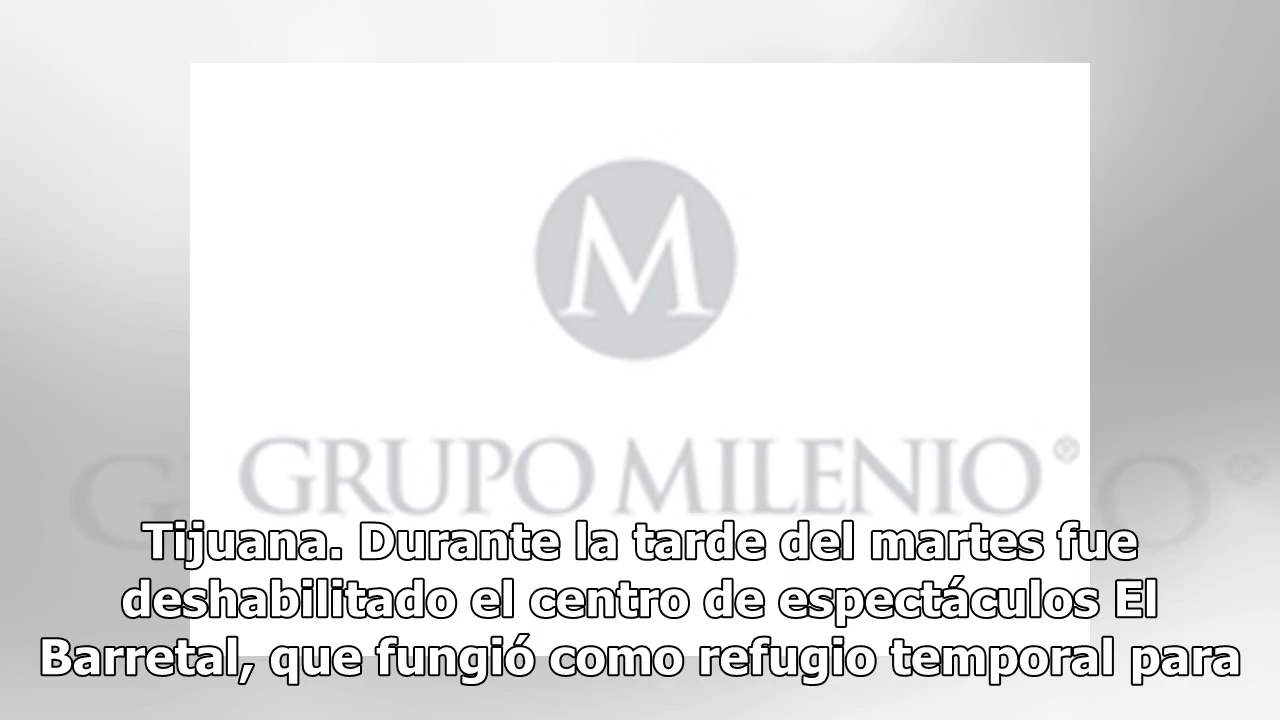 M
GRUPO MILENIO®
Tijuana. Durante la tarde del martes fue
deshabilitado el centro de espectáculos El
Barretal, que fungió como refugio temporal para